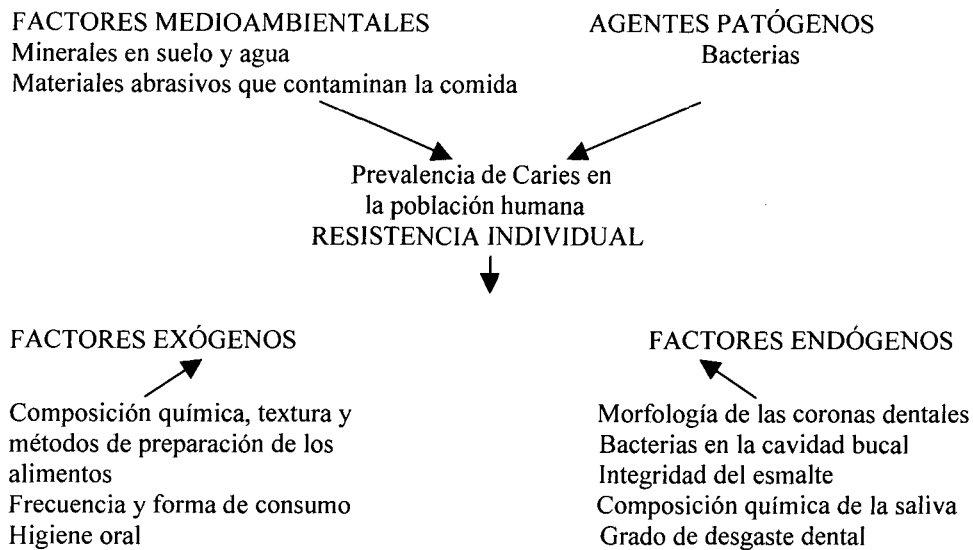 FACTORES MEDIOAMBIENTALES
Minerales en suelo y agua
Materiales abrasivos que contaminan la comida
AGENTES PATÓGENOS
Bacterias
Prevalencia de Caries en
la población humana
RESISTENCIA INDIVIDUAL
FACTORES EXÓGENOS
Composición química, textura y
métodos de preparación de los
alimentos
Frecuencia y forma de consumo
Higiene oral
FACTORES ENDÓGENOS
Morfología de las coronas dentales
Bacterias en la cavidad bucal
Integridad del esmalte
Composición química de la saliva
Grado de desgaste dental